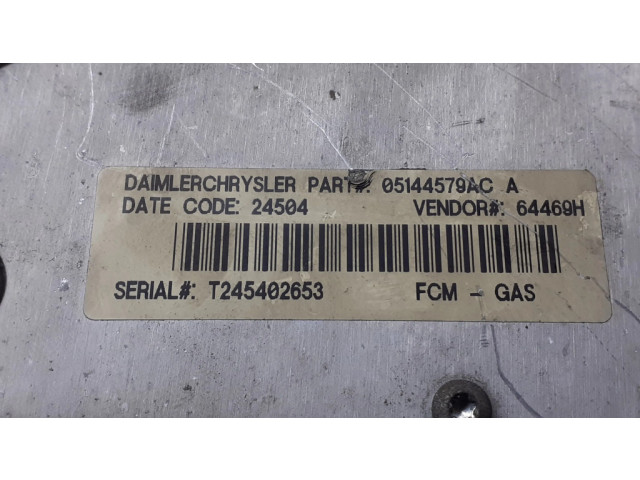 DAIMLERCHRYSLER PART#: 05144579AC A
DATE CODE: 24504 VENDOR#: 64469H
SERIAL#: T245402653 FCM - GAS